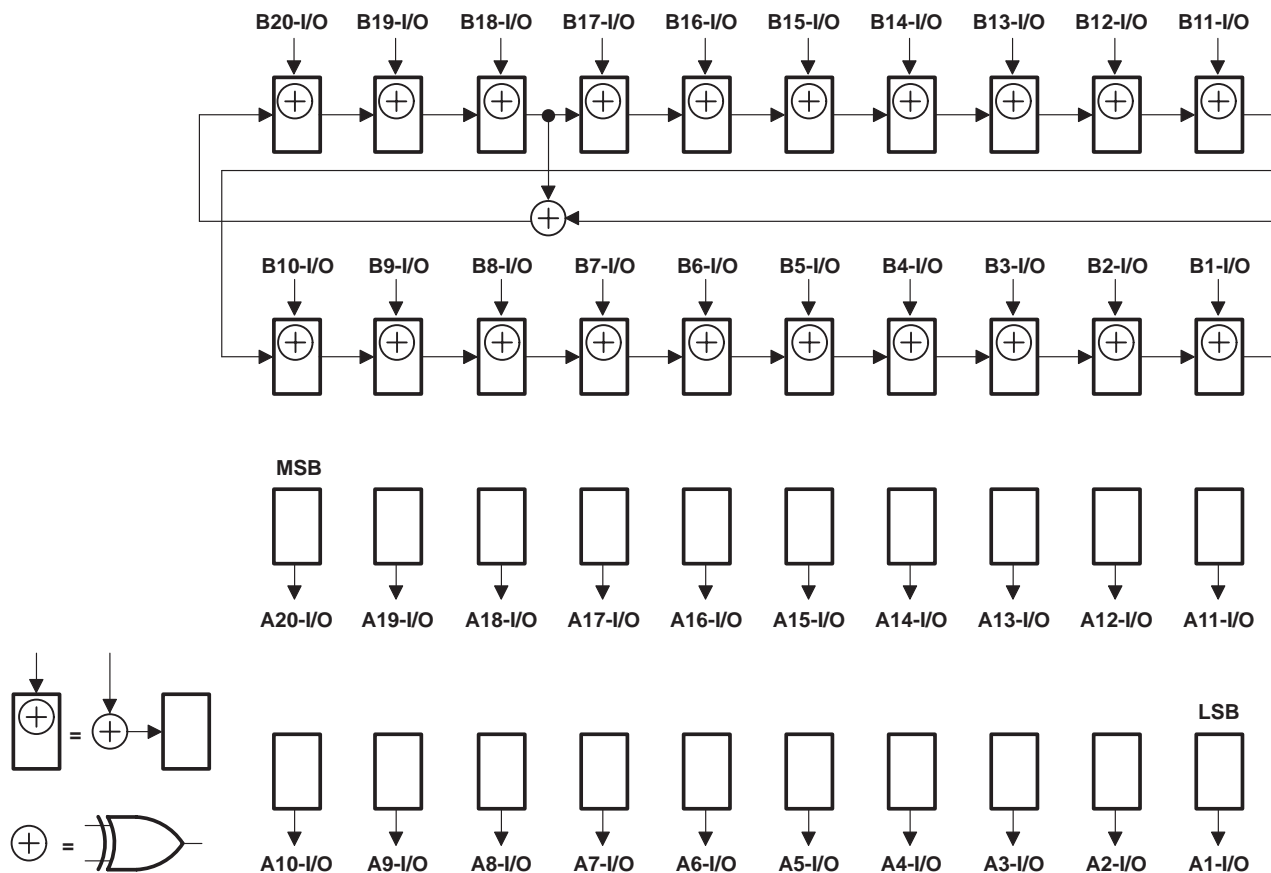 B20-I/O B19-I/O B18-I/O B17-I/O B16-I/O B15-I/O B14-I/O B13-I/O B12-I/O B11-I/O
B10-I/O B9-I/O B8-I/O B7-I/O B6-I/O B5-I/O B4-I/O B3-I/O B2-I/O B1-I/O
MSB
A20-I/O A19-I/O A18-I/O A17-I/O A16-I/O A15-I/O A14-I/O A13-I/O A12-I/O A11-I/O
LSB
=
=
A10-I/O A9-I/O A8-I/O A7-I/O A6-I/O A5-I/O A4-I/O A3-I/O A2-I/O A1-I/O